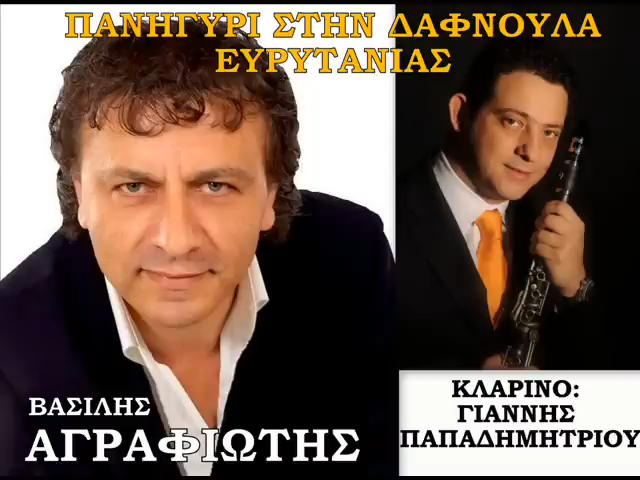 ΠΑΝΗΓΥΡΙ ΣΤΗΝ ΔΑΦΝΟΥΛΑ
ΕΥΡΥΤΑΝΙΑΣ
ΒΑΣΙΛΗΣ
ΑΓΡΑΦΙΩΤΗΣ
ΚΛΑΡΙΝΟ:
ΓΙΑΝΝΗΣ
ΠΑΠΑΔΗΜΗΤΡΙΟΥ